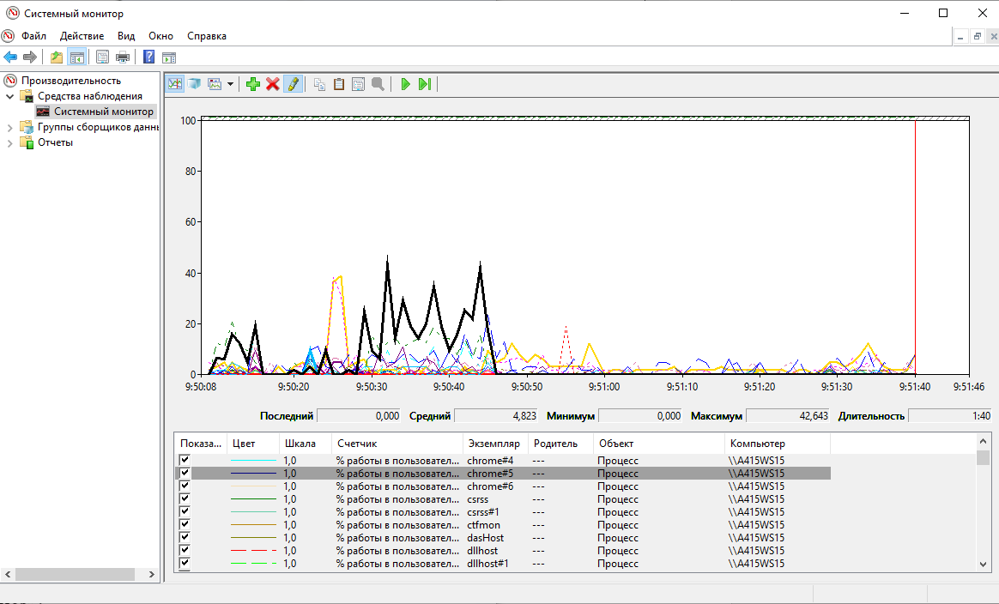 Системный монитор
Файл Действие Вид Окно Справка
Производительность
Средства наблюдения
Системный монитор
Группы сборщиков данн
Отчеты
100
80
60
40
20
0
9:50:08 9:50:20 9:50:30 9:50:40 9:50:50 9:51:00 9:51:10 9:51:20 9:51:30 9:51:40 9:51:46
Последний 0,000 Средний 4,823 Минимум 0,000 Максимум 42,643 Длительность 1:40
Показа... Цвет Шкала Счетчик Экземпляр Родитель Объект Компьютер
1,0 % работы в пользовател... chrome#4 --- Процесс \\A415WS15
1,0 % работы в пользовател... chrome#5 --- Процесс \\A415WS15
1,0 % работы в пользовател... chrome#6 --- Процесс \\A415WS15
1,0 % работы в пользовател... csrss --- Процесс \\A415WS15
1,0 % работы в пользовател... csrss#1 --- Процесс \\A415WS15
1,0 % работы в пользовател... ctfmon --- Процесс \\A415WS15
1,0 % работы в пользовател... dasHost --- Процесс \\A415WS15
1,0 % работы в пользовател... dllhost --- Процесс \\A415WS15
1,0 % работы в пользовател... dllhost#1 --- Процесс \\A415WS15